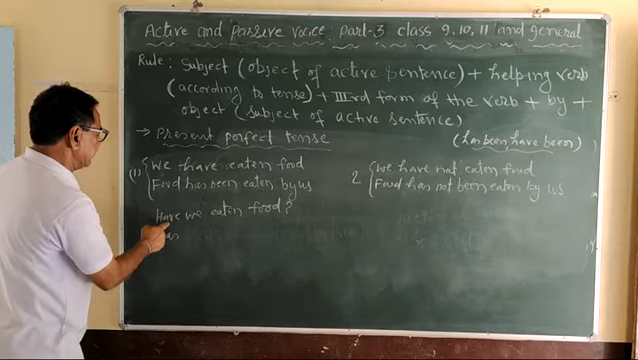 Active and passive voice: part-3 class 9, 10, 11 and general
Rule: Subject (object of active sentence) + helping verb
(according to tense) + IIIrd form of the verb + by +
object (subject of active sentence)
→ Present perfect tense (has been have been)
(1) We have eaten food
Food has been eaten by us
2 We have not eaten food
Food has not been eaten by us
Have we eaten food?